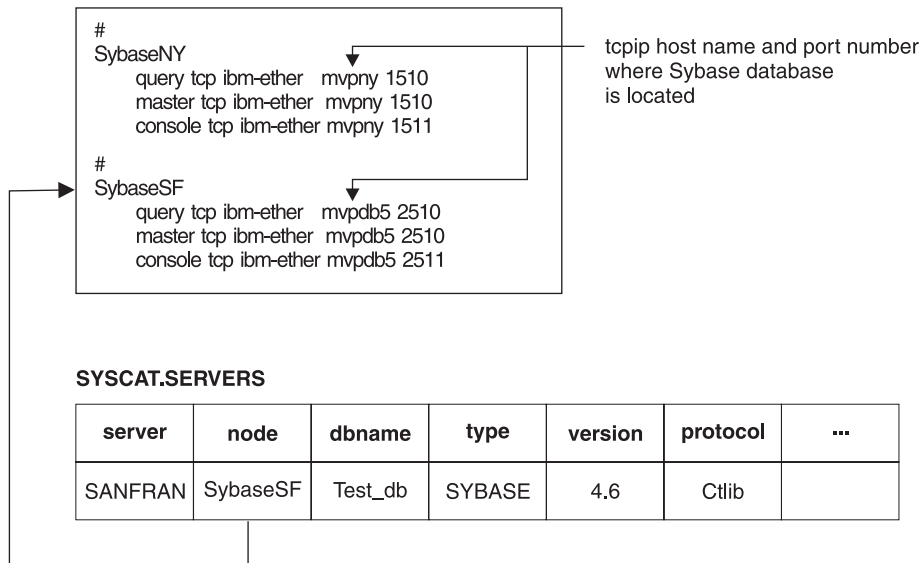 #
SybaseNY
query tcp ibm-ether mvpny 1510
master tcp ibm-ether mvpny 1510
console tcp ibm-ether mvpny 1511
#
SybaseSF
query tcp ibm-ether mvpdb5 2510
master tcp ibm-ether mvpdb5 2510
console tcp ibm-ether mvpdb5 2511
tcpip host name and port number
where Sybase database
is located
SYSCAT.SERVERS
server node dbname type version protocol ...
SANFRAN SybaseSF Test_db SYBASE 4.6 Ctlib